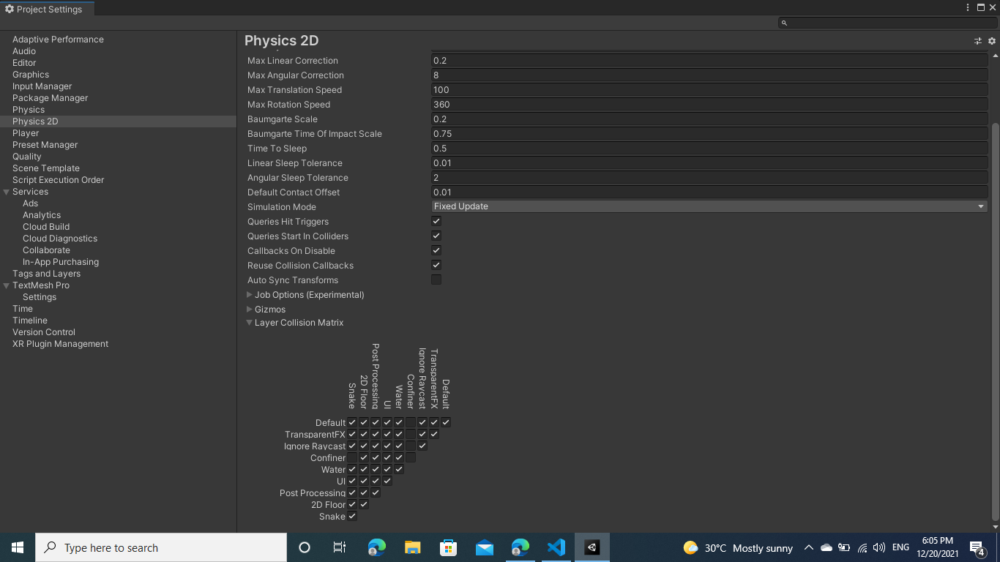 Project Settings
Adaptive Performance
Audio
Editor
Graphics
Input Manager
Package Manager
Physics
Physics 2D
Player
Preset Manager
Quality
Scene Template
Script Execution Order
Services
Ads
Analytics
Cloud Build
Cloud Diagnostics
Collaborate
In-App Purchasing
Tags and Layers
TextMesh Pro
Settings
Time
Timeline
Version Control
XR Plugin Management
Physics 2D
Max Linear Correction 0.2
Max Angular Correction 8
Max Translation Speed 100
Max Rotation Speed 360
Baumgarte Scale 0.2
Baumgarte Time Of Impact Scale 0.75
Time To Sleep 0.5
Linear Sleep Tolerance 0.01
Angular Sleep Tolerance 2
Default Contact Offset 0.01
Simulation Mode Fixed Update
Queries Hit Triggers
Queries Start In Colliders
Callbacks On Disable
Reuse Collision Callbacks
Auto Sync Transforms
Job Options (Experimental)
Gizmos
Layer Collision Matrix
Snake
2D Floor
Post Processing
UI
Water
Confiner
Ignore Raycast
TransparentFX
Default
Default
TransparentFX
Ignore Raycast
Confiner
Water
UI
Post Processing
2D Floor
Snake
Type here to search
30°C Mostly sunny
ENG
6:05 PM
12/20/2021
4